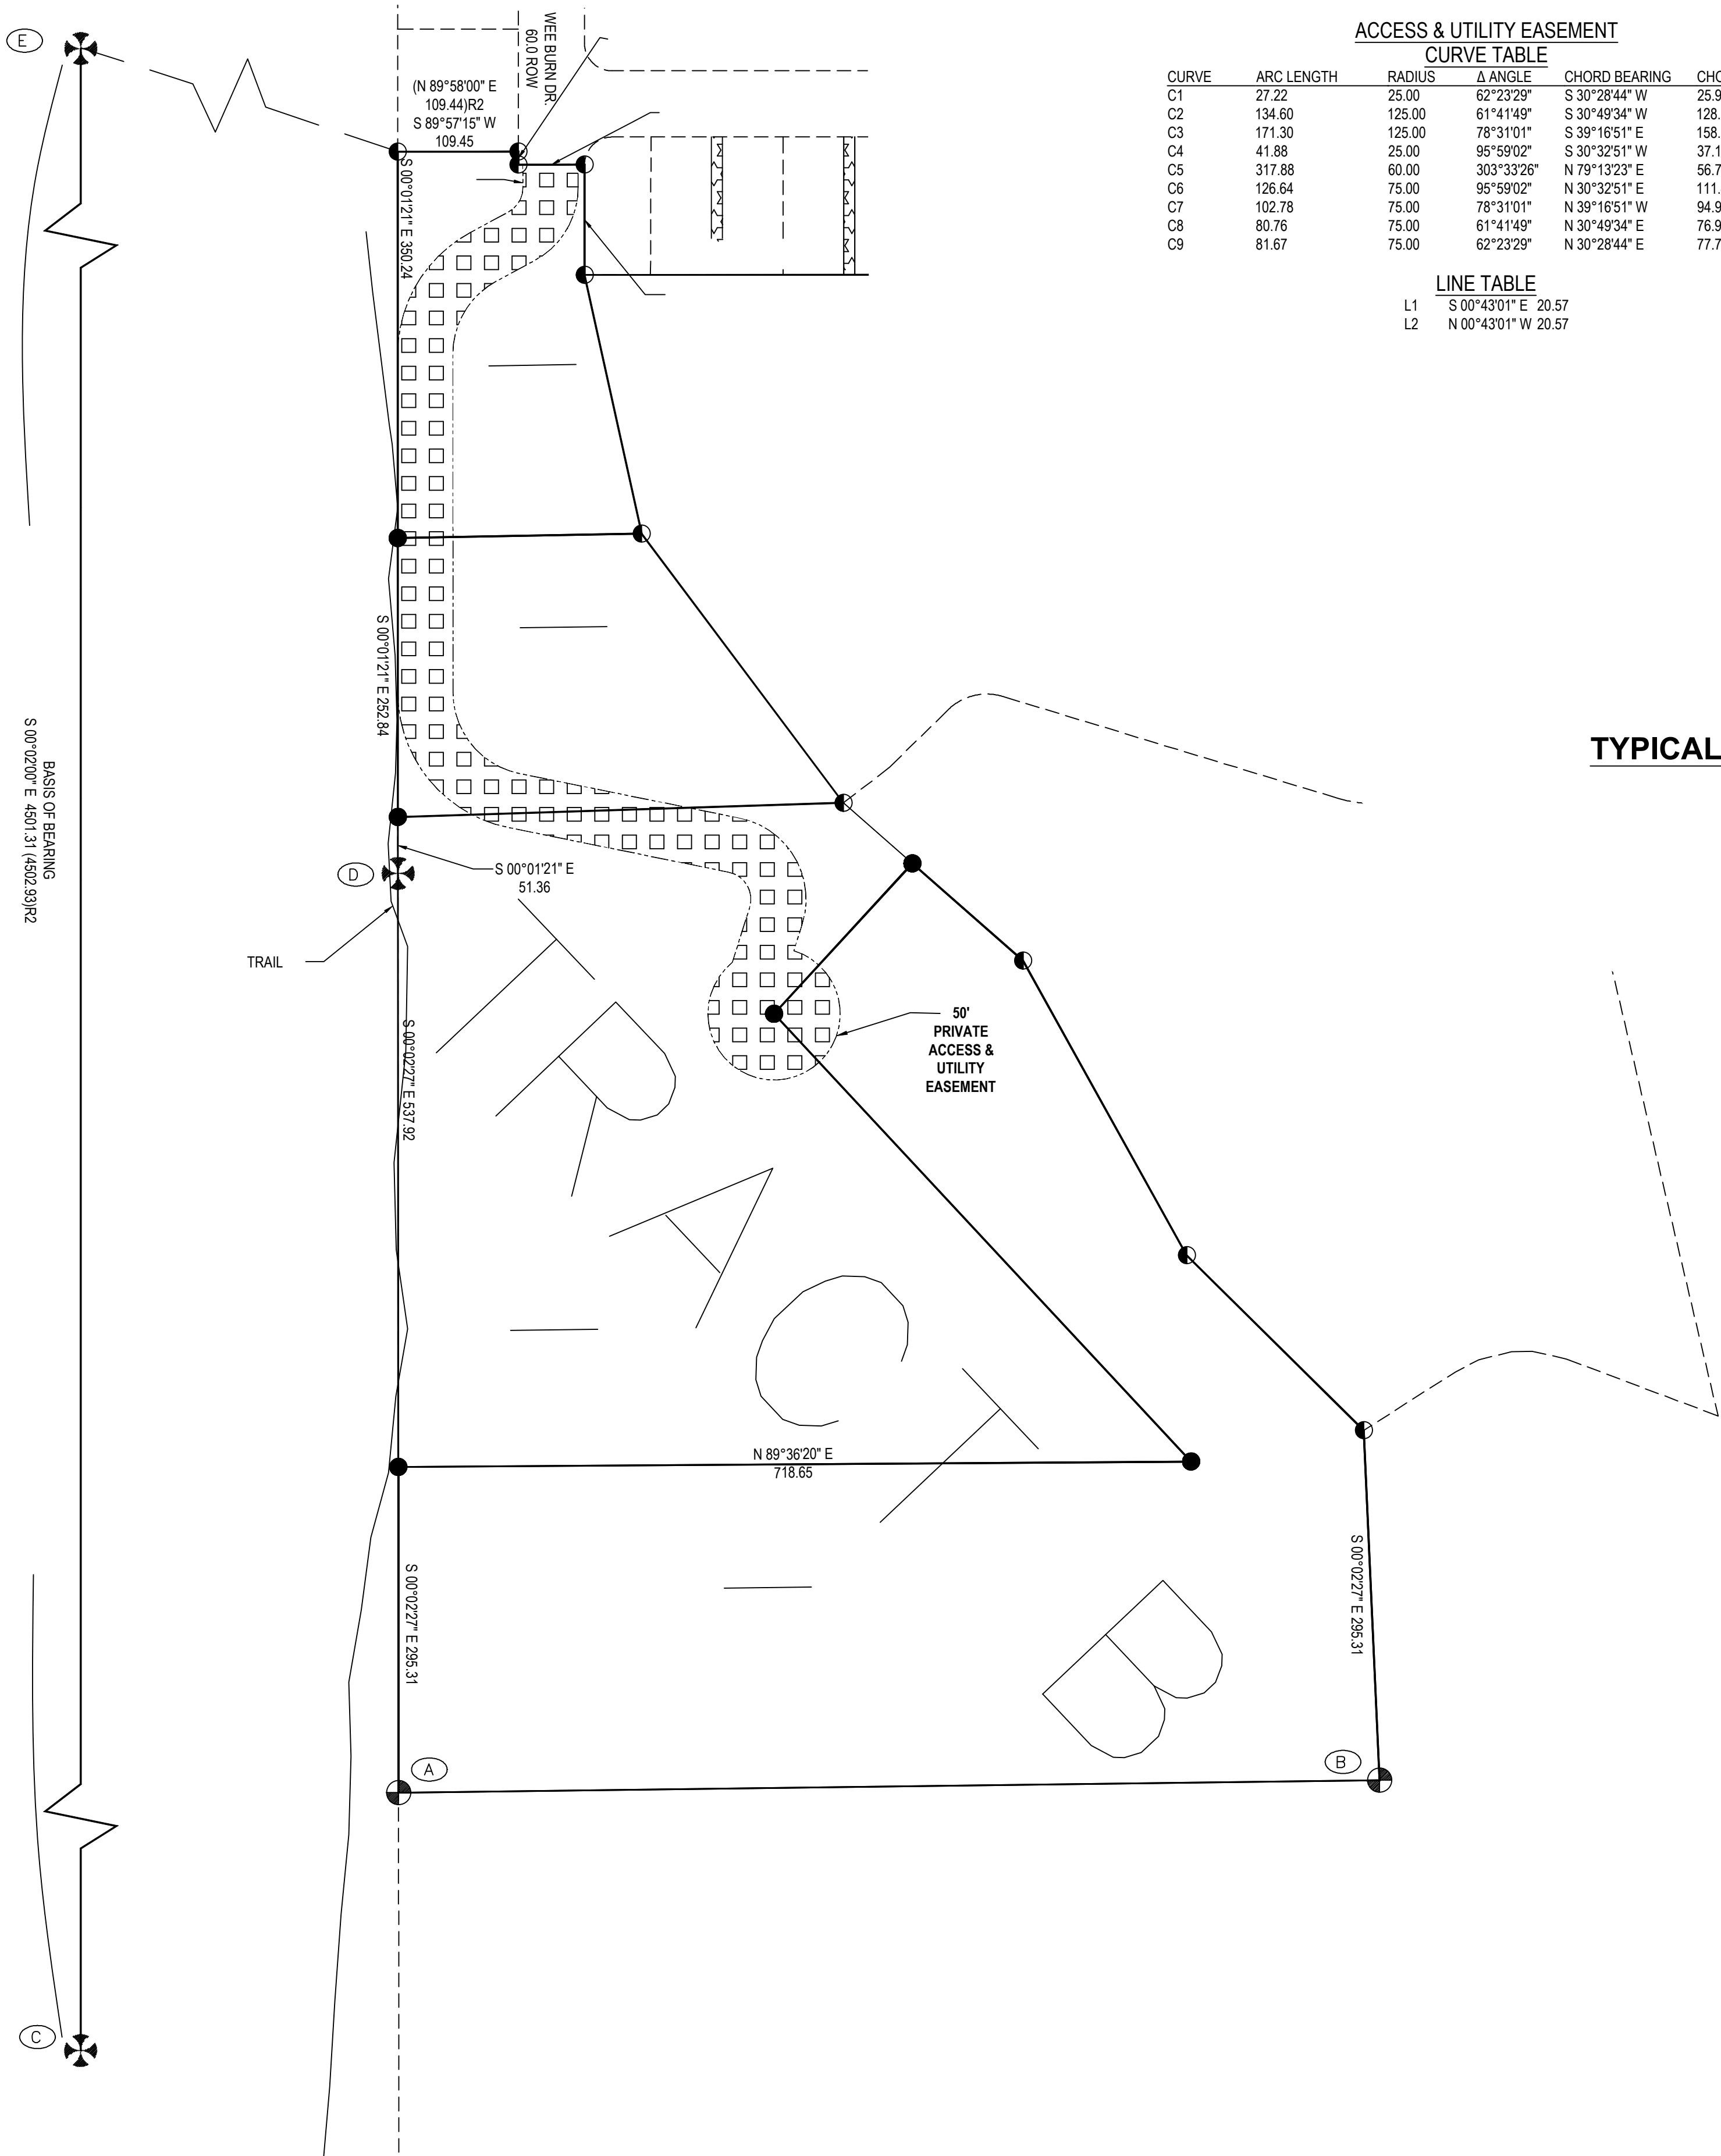 ACCESS & UTILITY EASEMENT
CURVE TABLE
CURVE ARC LENGTH RADIUS Δ ANGLE CHORD BEARING CHO
C1 27.22 25.00 62°23'29" S 30°28'44" W 25.9
C2 134.60 125.00 61°41'49" S 30°49'34" W 128.
C3 171.30 125.00 78°31'01" S 39°16'51" E 158.
C4 41.88 25.00 95°59'02" S 30°32'51" W 37.1
C5 317.88 60.00 303°33'26" N 79°13'23" E 56.7
C6 126.64 75.00 95°59'02" N 30°32'51" E 111.
C7 102.78 75.00 78°31'01" N 39°16'51" W 94.9
C8 80.76 75.00 61°41'49" N 30°49'34" E 76.9
C9 81.67 75.00 62°23'29" N 30°28'44" E 77.7
LINE TABLE
L1 S 00°43'01" E 20.57
L2 N 00°43'01" W 20.57
E
WEE BURN DR.
60.0 ROW
(N 89°58'00" E
109.44)R2
S 89°57'15" W
109.45
S 00°01'21" E 350.24
S 00°01'21" E 252.84
TYPICAL
BASIS OF BEARING
S 00°02'00" E 4501.31 (4502.93)R2
D
S 00°01'21" E
51.36
TRAIL
S 00°02'27" E 537.92
50'
PRIVATE
ACCESS &
UTILITY
EASEMENT
TRACT
B
N 89°36'20" E
718.65
S 00°02'27" E 295.31
S 00°02'27" E 295.31
A
B
C